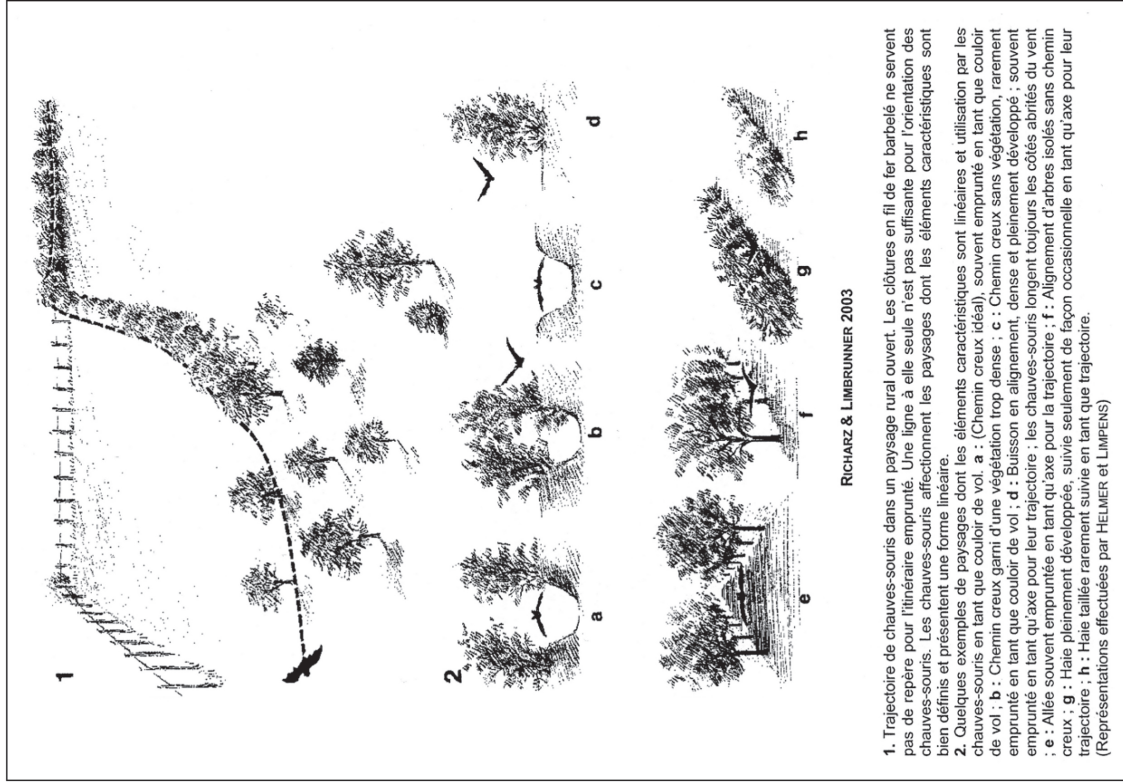 1
2
a
b
c
d
e
f
g
h
RICHARZ & LIMBRUNNER 2003
1. Trajectoire de chauves-souris dans un paysage rural ouvert. Les clôtures en fil de fer barbelé ne servent
pas de repère pour l'itinéraire emprunté. Une ligne à elle seule n'est pas suffisante pour l'orientation des
chauves-souris. Les chauves-souris affectionnent les paysages dont les éléments caractéristiques sont
bien définis et présentent une forme linéaire.
2. Quelques exemples de paysages dont les éléments caractéristiques sont linéaires et utilisation par les
chauves-souris en tant que couloir de vol. a : (Chemin creux idéal), souvent emprunté en tant que couloir
de vol ; b : Chemin creux garni d'une végétation trop dense ; c : Chemin creux sans végétation, rarement
emprunté en tant que couloir de vol ; d : Buisson en alignement, dense et pleinement développé ; souvent
emprunté en tant qu'axe pour leur trajectoire ; les chauves-souris longent toujours les côtés abrités du vent
; e : Allée souvent empruntée en tant qu'axe pour la trajectoire ; f : Alignement d'arbres isolés sans chemin
creux ; g : Haie pleinement développée, suivie seulement de façon occasionnelle en tant qu'axe pour leur
trajectoire ; h : Haie taillée rarement suivie en tant que trajectoire.
(Représentations effectuées par HELMER et LIMPENS)